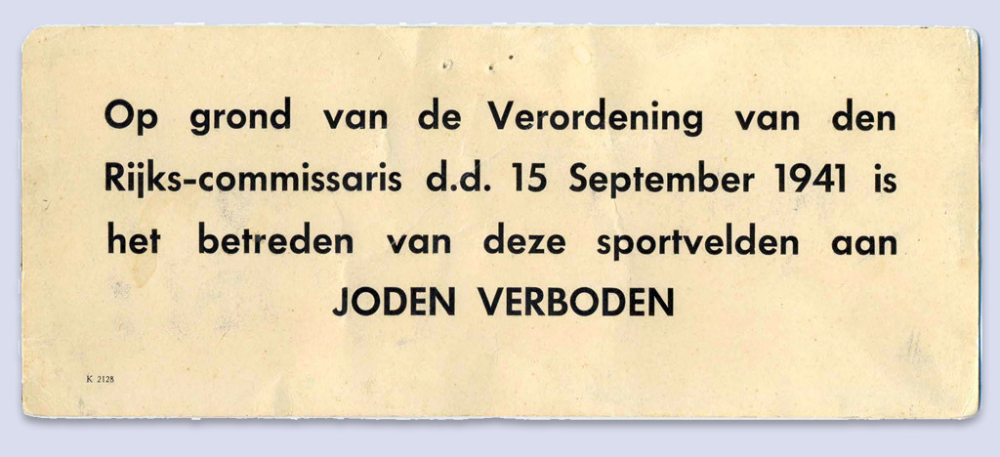 Op grond van de Verordening van den
Rijks-commissaris d.d. 15 September 1941 is
het betreden van deze sportvelden aan
JODEN VERBODEN
K 2128